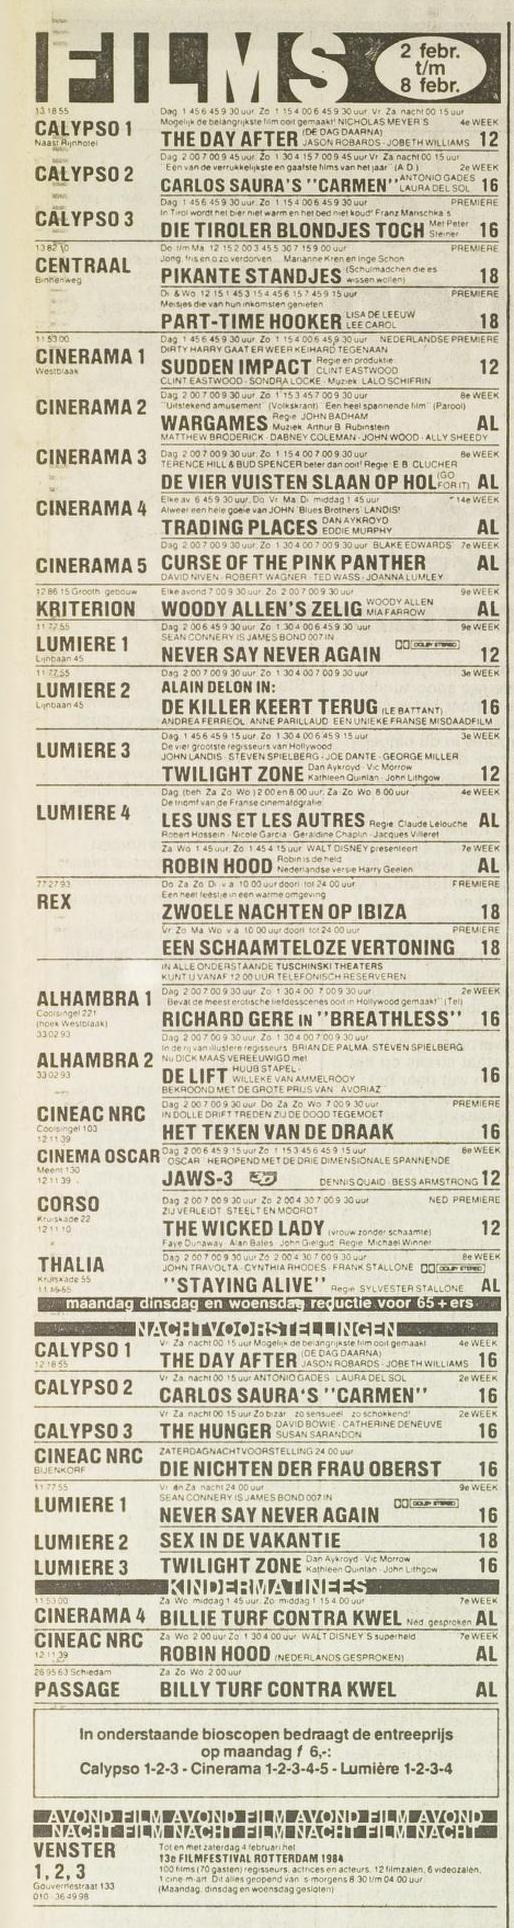 FILMS
2 febr.
t/m
8 febr.
13 18 55
Dag 1 45 6 45 9 30 uur. Zo 1 15 4 00 6 45 9 30 uur. Vr. Za. nacht 00 15 uur
Mogelijk de belangrijkste film ooit gemaakt! NICHOLAS MEYER'S 4e WEEK
CALYPSO 1
Naast Rijnhotel
THE DAY AFTER (DE DAG DAARNA)
JASON ROBARDS - JOBETH WILLIAMS 12
Dag 2 00 7 00 9 45 uur. Zo 1 30 4 15 7 00 9 45 uur Vr Za nacht 00 15 uur
"Een van de verrukkelijkste en gaafste films van het jaar" (A.D.) 2e WEEK
CALYPSO 2
CARLOS SAURA'S "CARMEN" ANTONIO GADES
LAURA DEL SOL 16
Dag 1 45 6 45 9 30 uur. Zo 1 15 4 00 6 45 9 30 uur PREMIERE
In Tirol wordt het bier niet warm en het bed niet koud! Franz Marischka's
CALYPSO 3
DIE TIROLER BLONDJES TOCH Met Peter
Steiner 16
13 82 10
Do t/m Ma 12 15 2 00 3 45 5 30 7 15 9 00 uur PREMIERE
Jong, fris en o zo verdorven... Marianne Kren en Inge Schon
CENTRAAL
Binnenweg
PIKANTE STANDJES (Schulmädchen die es
wissen wollen) 18
Di & Wo 12 15 1 45 3 15 4 45 6 15 7 45 9 15 uur PREMIERE
Meisjes die van hun inkomsten genieten
PART-TIME HOOKER LISA DE LEEUW
LEE CAROL 18
11 53 00
Dag 1 45 6 45 9 30 uur. Zo 1 15 4 00 6 45 9 30 uur NEDERLANDSE PREMIERE
DIRTY HARRY GAAT ER WEER KEIHARD TEGENAAN
CINERAMA 1
Westblaak
SUDDEN IMPACT Regie en produktie
CLINT EASTWOOD 12
CLINT EASTWOOD - SONDRA LOCKE - Muziek LALO SCHIFRIN
Dag 2 00 7 00 9 30 uur. Zo 1 15 3 45 7 00 9 30 uur 8e WEEK
"Uitstekend amusement" (Volkskrant) "Een heel spannende film" (Parool)
CINERAMA 2
WARGAMES Regie JOHN BADHAM
Muziek Arthur B. Rubinstein AL
MATTHEW BRODERICK - DABNEY COLEMAN - JOHN WOOD - ALLY SHEEDY
Dag 2 00 7 00 9 30 uur. Zo 1 30 4 00 7 00 9 30 uur 8e WEEK
TERENCE HILL & BUD SPENCER beter dan ooit! Regie E.B. CLUCHER
CINERAMA 3
DE VIER VUISTEN SLAAN OP HOL (GO
FOR IT) AL
Elke av. 6 45 9 30 uur. Do. Vr. Ma. Di. middag 1 45 uur 14e WEEK
Alweer een hele goeie van JOHN 'Blues Brothers' LANDIS!
CINERAMA 4
TRADING PLACES DAN AYKROYD
EDDIE MURPHY AL
Dag 2 00 7 00 9 30 uur. Zo 1 30 4 00 7 00 9 30 uur BLAKE EDWARDS' 7e WEEK
CINERAMA 5
CURSE OF THE PINK PANTHER AL
DAVID NIVEN - ROBERT WAGNER - TED WASS - JOANNA LUMLEY
12 86 15 Grooth. gebouw
Elke avond 7 00 9 30 uur. Zo 2 00 7 00 9 30 uur 9e WEEK
KRITERION
WOODY ALLEN'S ZELIG WOODY ALLEN
MIA FARROW AL
11 77 55
Dag 2 00 6 45 9 30 uur. Zo 1 30 4 00 6 45 9 30 uur 9e WEEK
SEAN CONNERY IS JAMES BOND 007 IN
LUMIERE 1
Lijnbaan 45
NEVER SAY NEVER AGAIN DOLBY STEREO 12
11 77 55
Dag 2 00 7 00 9 30 uur. Zo 1 30 4 00 7 00 9 30 uur 3e WEEK
LUMIERE 2
Lijnbaan 45
ALAIN DELON IN:
DE KILLER KEERT TERUG (LE BATTANT) 16
ANDREA FERREOL. ANNE PARILLAUD. EEN UNIEKE FRANSE MISDAADFILM
Dag 1 45 6 45 9 15 uur. Zo 1 30 4 00 6 45 9 15 uur 3e WEEK
De vier grootste regisseurs van Hollywood
LUMIERE 3
JOHN LANDIS - STEVEN SPIELBERG - JOE DANTE - GEORGE MILLER
TWILIGHT ZONE Dan Aykroyd - Vic Morrow
Kathleen Quinlan - John Lithgow 12
Dag (beh. Za. Zo. Wo.) 2 00 en 8 00 uur. Za. Zo. Wo. 8 00 uur 4e WEEK
De triomf van de Franse cinematografie
LUMIERE 4
LES UNS ET LES AUTRES Regie Claude Lelouche AL
Robert Hossein - Nicole Garcia - Geraldine Chaplin - Jacques Villeret
Za. Wo. 1 45 uur. Zo. 1 45 4 15 uur. WALT DISNEY presenteert 7e WEEK
ROBIN HOOD Robin is de held
Nederlandse versie Harry Geelen AL
77 27 93
Do. Za. Zo. Di. v.a. 10 00 uur doorl. tot 24 00 uur PREMIERE
Een heet feestje in een warme omgeving
REX
ZWOELE NACHTEN OP IBIZA 18
Vr. Zo. Ma. Wo. v.a. 10 00 uur doorl. tot 24 00 uur PREMIERE
EEN SCHAAMTELOZE VERTONING 18
IN ALLE ONDERSTAANDE TUSCHINSKI THEATERS
KUNT U VANAF 12 00 UUR TELEFONISCH RESERVEREN
Dag 2 00 7 00 9 30 uur. Zo 1 30 4 00 7 00 9 30 uur 2e WEEK
"Beval de meest erotische liefdesscenes ooit in Hollywood gemaakt" (Tel)
ALHAMBRA 1
Coolsingel 221
(hoek Westblaak)
33 02 93
RICHARD GERE IN "BREATHLESS" 16
Dag 2 00 7 00 9 30 uur. Zo 1 30 4 00 7 00 9 30 uur
In de rij van illustere regisseurs BRIAN DE PALMA, STEVEN SPIELBERG
Nu DICK MAAS VEREEUWIGD met
ALHAMBRA 2
33 02 93
DE LIFT HUUB STAPEL -
WILLEKE VAN AMMELROOY 16
BEKROOND MET DE GROTE PRIJS VAN AVORIAZ
Dag 2 00 7 00 9 30 uur. Do. Za. Zo. Wo. 7 00 9 30 uur PREMIERE
IN DOLLE DRIFT TREDEN ZIJ DE DOOD TEGEMOET
CINEAC NRC
Coolsingel 103
12 11 39
HET TEKEN VAN DE DRAAK 16
Dag 2 00 6 45 9 15 uur. Zo 1 15 3 45 6 45 9 15 uur 8e WEEK
"OSCAR" HEROPEND MET DE DRIE DIMENSIONALE SPANNENDE
CINEMA OSCAR
Meent 130
12 11 39
JAWS-3 DENNIS QUAID - BESS ARMSTRONG 12
Dag 2 00 7 00 9 30 uur Zo 2 00 4 30 7 00 9 30 uur NED. PREMIERE
ZIJ VERLEIDT STEELT EN MOORDT
CORSO
Kruiskade 22
12 11 10
THE WICKED LADY (vrouw zonder schaamte) 12
Faye Dunaway - Alan Bates - John Gielgud. Regie: Michael Winner
Dag 2 00 7 00 9 30 uur Zo 2 00 4 30 7 00 9 30 uur 8e WEEK
JOHN TRAVOLTA - CYNTHIA RHODES - FRANK STALLONE DOLBY STEREO
THALIA
Kruiskade 55
"STAYING ALIVE" Regie SYLVESTER STALLONE AL
maandag dinsdag en woensdag reductie voor 65+ers
NACHTVOORSTELLINGEN
Vr. Za. nacht 00 15 uur Mogelijk de belangrijkste film ooit gemaakt 4e WEEK
CALYPSO 1
12 18 55
THE DAY AFTER (DE DAG DAARNA)
JASON ROBARDS - JOBETH WILLIAMS 16
Vr. Za. nacht 00 15 uur ANTONIO GADES LAURA DEL SOL 2e WEEK
CALYPSO 2
CARLOS SAURA'S "CARMEN" 16
Vr. Za. nacht 00 15 uur Zo bizar... zo sensueel... zo schokkend! 2e WEEK
CALYPSO 3
THE HUNGER DAVID BOWIE - CATHERINE DENEUVE
SUSAN SARANDON 16
CINEAC NRC
BIJENKORF
ZATERDAGNACHTVOORSTELLING 24 00 uur
DIE NICHTEN DER FRAU OBERST 16
11 77 55
Vr. en Za. nacht 24 00 uur 9e WEEK
SEAN CONNERY IS JAMES BOND 007 IN
LUMIERE 1
NEVER SAY NEVER AGAIN DOLBY STEREO 16
LUMIERE 2
SEX IN DE VAKANTIE 18
LUMIERE 3
TWILIGHT ZONE Dan Aykroyd - Vic Morrow
Kathleen Quinlan - John Lithgow 16
KINDERMATINEES
11 53 00
Za. Wo. middag 1 45 uur. Zo. middag 1 15 4 00 uur 7e WEEK
CINERAMA 4
BILLIE TURF CONTRA KWEL Ned. gesproken AL
CINEAC NRC
12 11 39
Za. Wo. 2 00 uur Zo. 1 30 4 00 uur. WALT DISNEY'S superheld 7e WEEK
ROBIN HOOD (NEDERLANDS GESPROKEN) AL
26 95 63 Schiedam
Za. Zo. Wo. 2 00 uur
PASSAGE
BILLY TURF CONTRA KWEL AL
In onderstaande bioscopen bedraagt de entreeprijs
op maandag f 6,-:
Calypso 1-2-3 - Cinerama 1-2-3-4-5 - Lumière 1-2-3-4
AVOND FILM AVOND FILM AVOND FILM AVOND
NACHT FILM NACHT FILM NACHT FILM NACHT
VENSTER
1, 2, 3
Gouvernestraat 133
010 - 36 49 98
Tot en met zaterdag 4 februari het
13e FILMFESTIVAL ROTTERDAM 1984
100 films (70 gasten) regisseurs, actrices en acteurs, 12 filmzalen, 6 videozalen,
1 cine-m-art. Dit alles geopend van 's morgens 8.30 t/m 04.00 uur
(Maandag, dinsdag en woensdag gesloten)